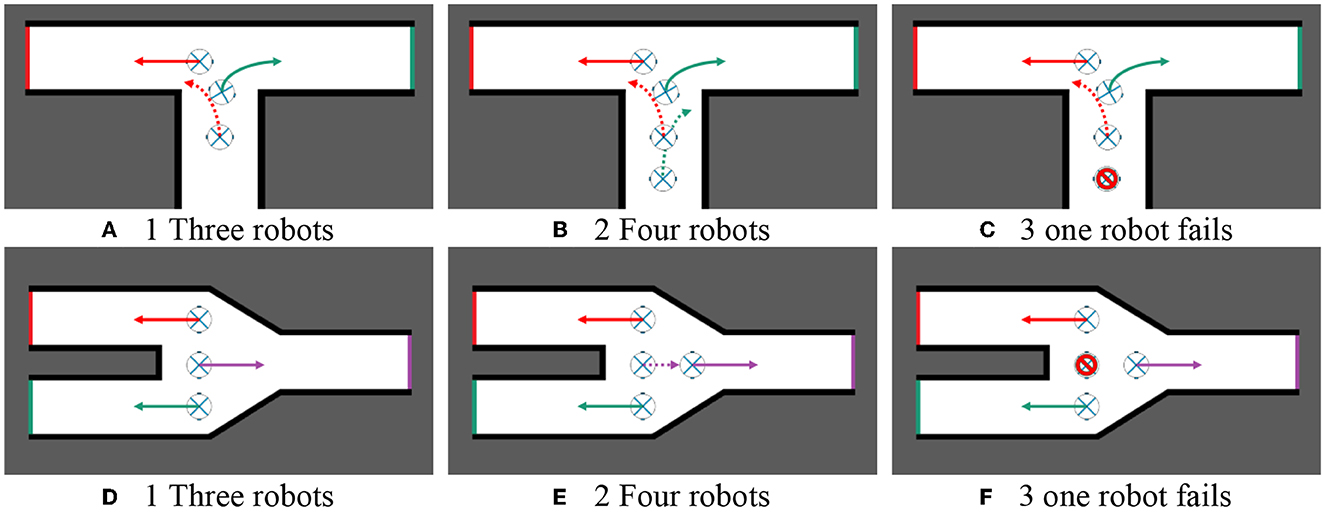 A 1 Three robots
B 2 Four robots
C 3 one robot fails
D 1 Three robots
E 2 Four robots
F 3 one robot fails